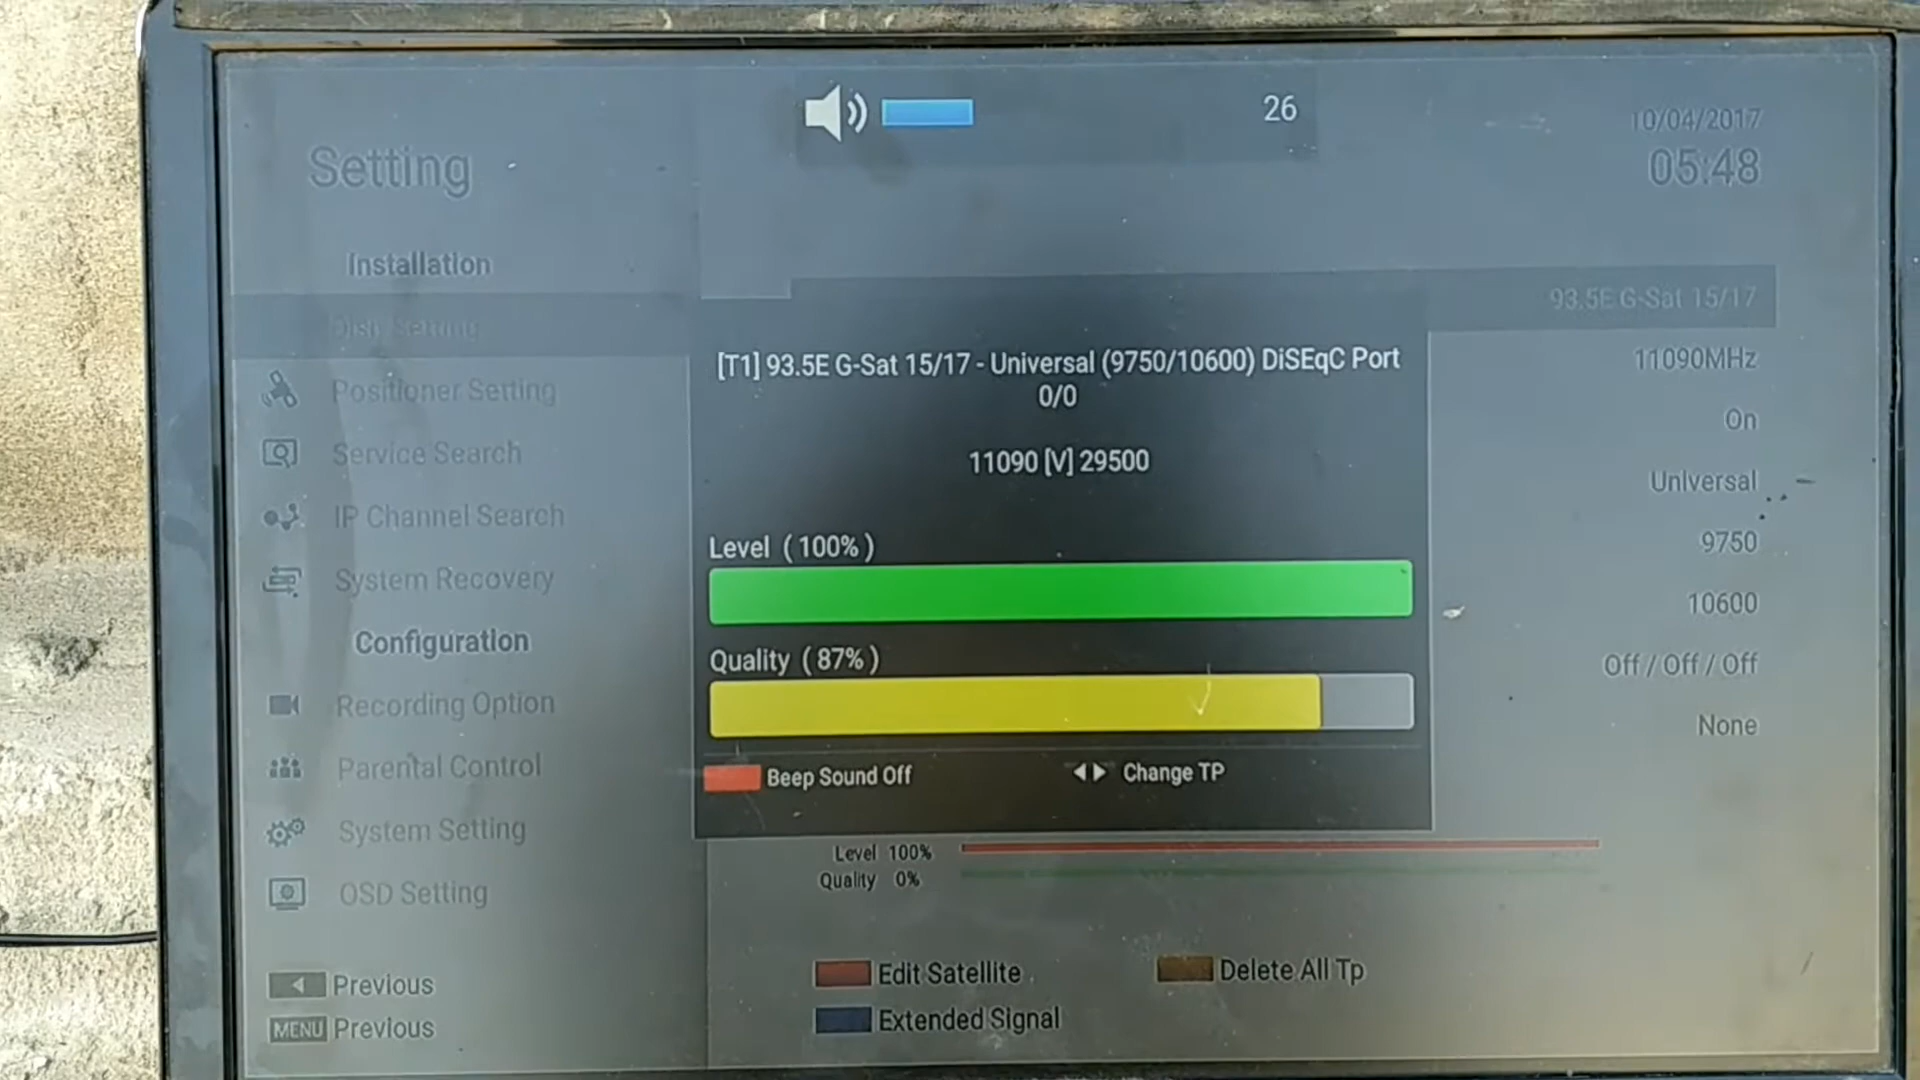 26
10/04/2017
05:48
Setting
Installation
Dish Setting
Positioner Setting
Service Search
IP Channel Search
System Recovery
Configuration
Recording Option
Parental Control
System Setting
OSD Setting
Previous
MENU Previous
93.5E G-Sat 15/17
11090MHz
On
Universal
9750
10600
Off / Off / Off
None
[T1] 93.5E G-Sat 15/17 - Universal (9750/10600) DiSEqC Port
0/0
11090 [V] 29500
Level ( 100% )
Quality ( 87% )
Beep Sound Off
Change TP
Level 100%
Quality 0%
Edit Satellite
Delete All Tp
Extended Signal